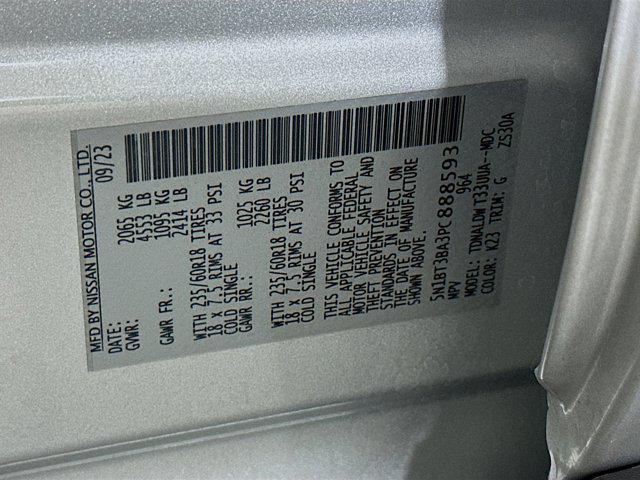 MFD BY NISSAN MOTOR CO., LTD.
DATE: 09/23
GVWR: 2065 KG
4553 LB
GAWR FR.: 1095 KG
2414 LB
WITH 235/60R18 TIRES
18 X 7.5 RIMS AT 33 PSI
COLD SINGLE
GAWR RR.: 1025 KG
2260 LB
WITH 235/60R18 TIRES
18 X 7.5 RIMS AT 30 PSI
COLD SINGLE
THIS VEHICLE CONFORMS TO
ALL APPLICABLE FEDERAL
MOTOR VEHICLE SAFETY AND
THEFT PREVENTION
STANDARDS IN EFFECT ON
THE DATE OF MANUFACTURE
SHOWN ABOVE.
5N1BT3BA3PC888593
MPV 964
MODEL: TDNALDW T33UUA--NDC
COLOR: K23 TRIM: G ZS30A